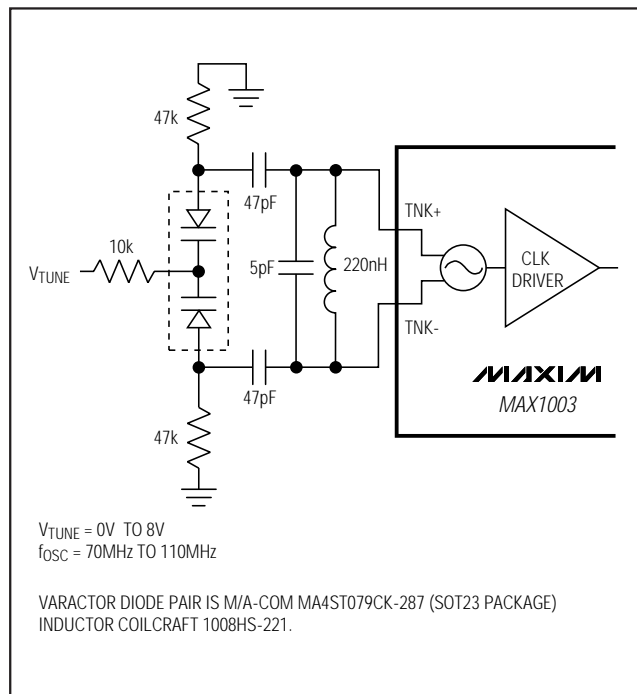 47k
47pF
10k
VTUNE
5pF
220nH
TNK+
CLK
DRIVER
TNK-
MAXIM
MAX1003
47pF
47k
VTUNE = 0V TO 8V
fOSC = 70MHz TO 110MHz
VARACTOR DIODE PAIR IS M/A-COM MA4ST079CK-287 (SOT23 PACKAGE)
INDUCTOR COILCRAFT 1008HS-221.